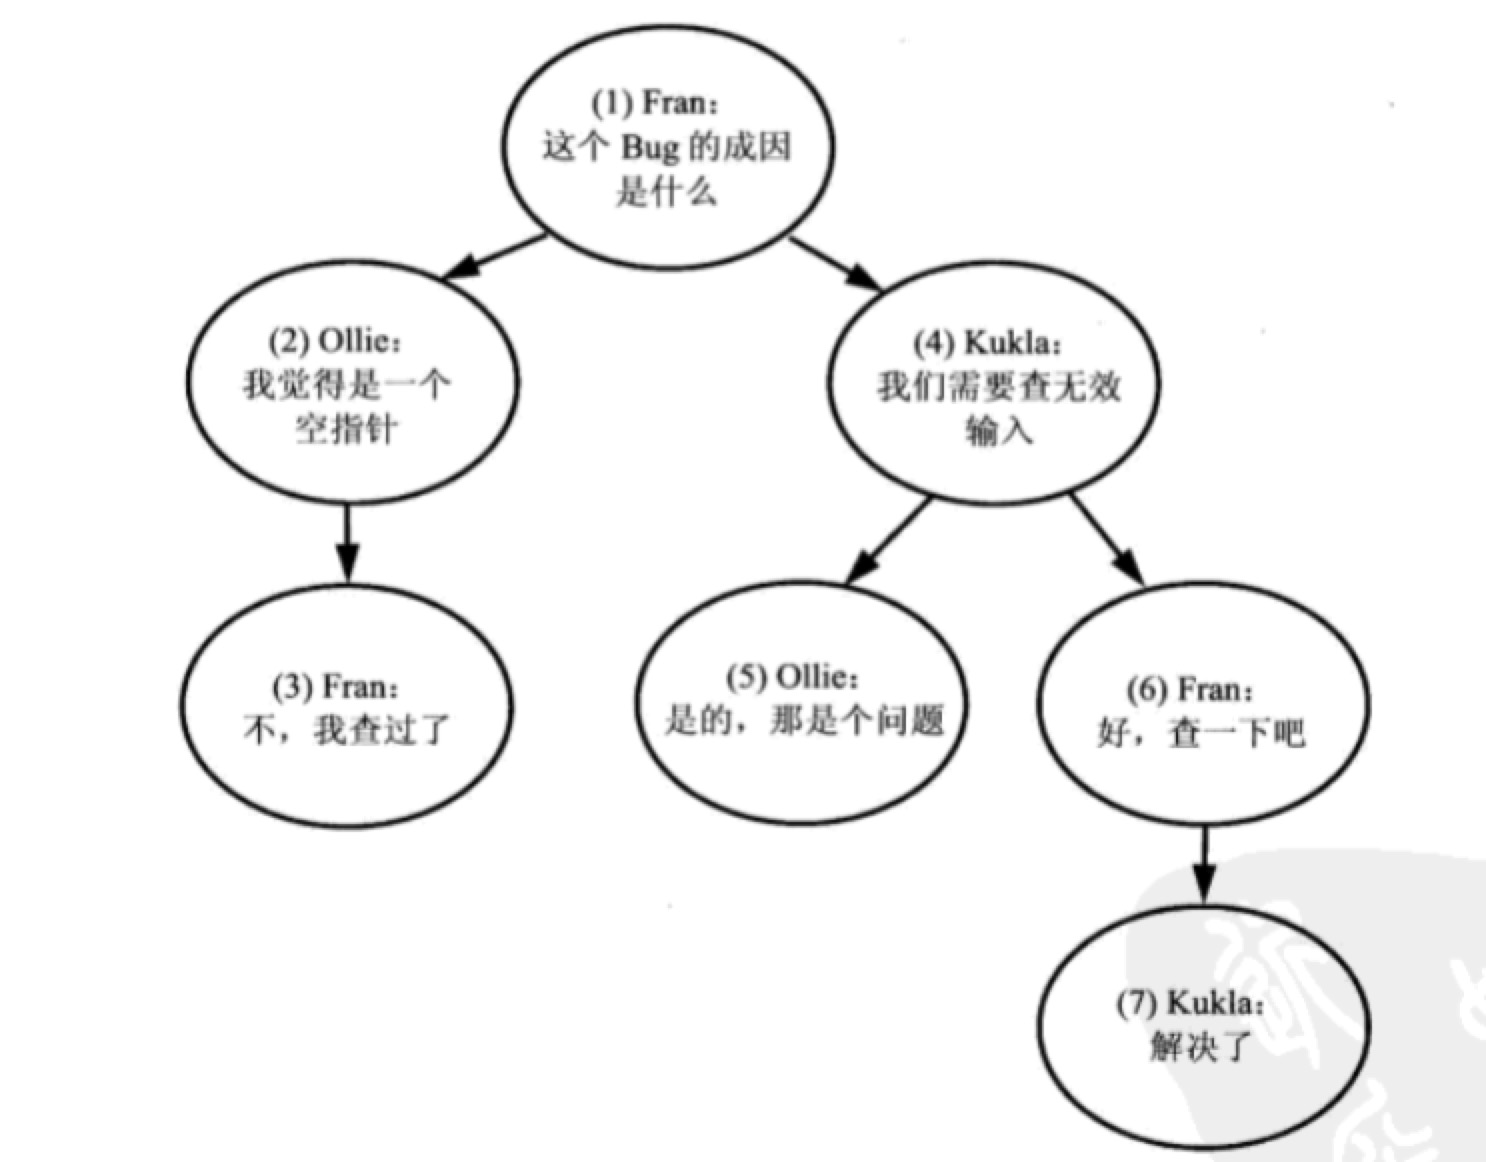 (1) Fran：
这个 Bug 的成因
是什么
(2) Ollie：
我觉得是一个
空指针
(4) Kukla：
我们需要查无效
输入
(3) Fran：
不，我查过了
(5) Ollie：
是的，那是个问题
(6) Fran：
好，查一下吧
(7) Kukla：
解决了